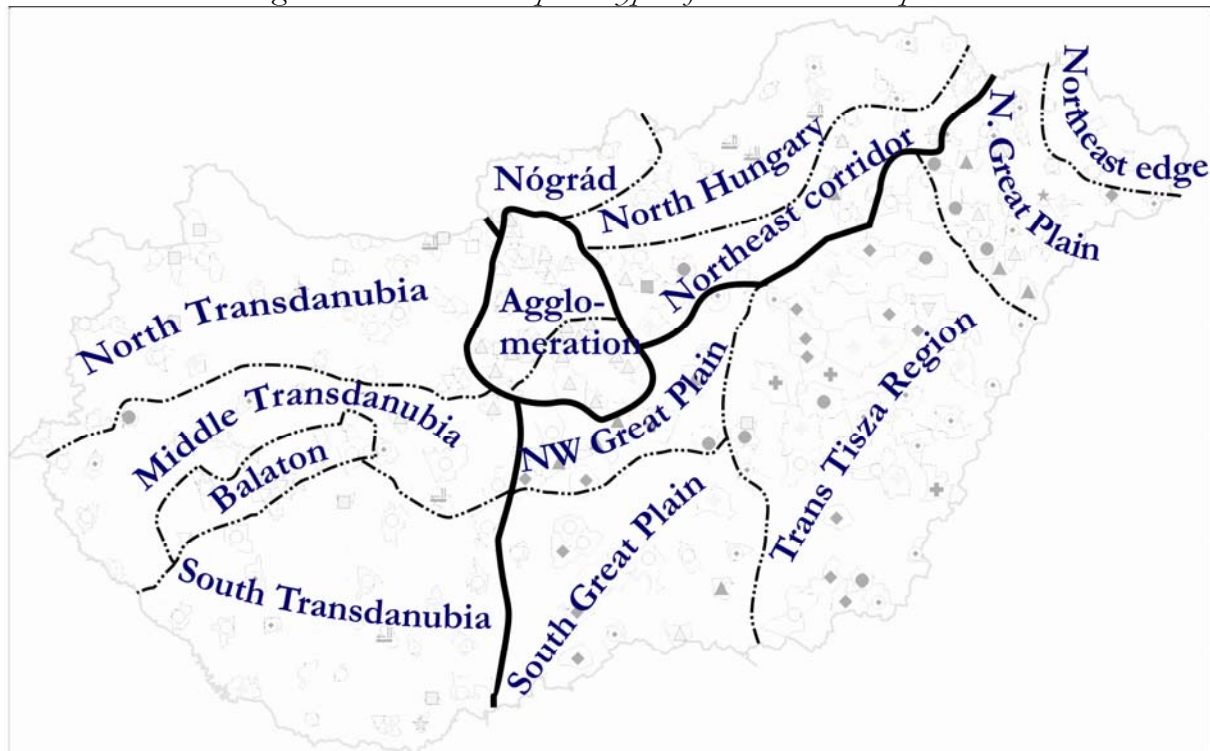 Nógrád
North Hungary
Northeast corridor
N. Great Plain
Northeast edge
North Transdanubia
Agglo-
meration
Middle Transdanubia
Balaton
NW Great Plain
Trans Tisza Region
South Transdanubia
South Great Plain